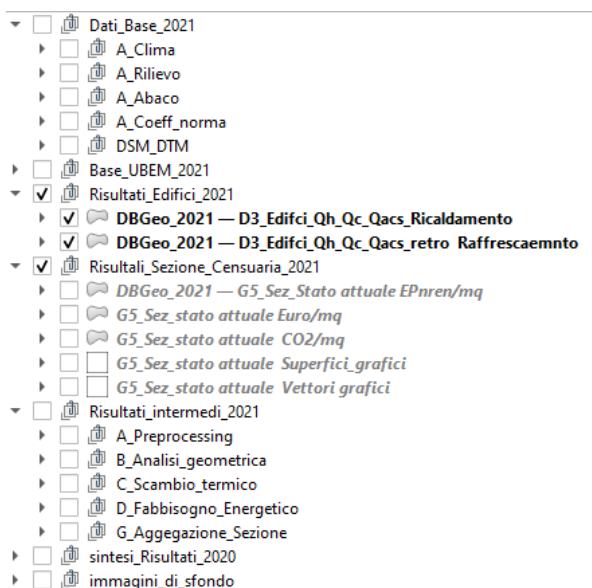 Dati_Base_2021
A_Clima
A_Rilievo
A_Abaco
A_Coeff_norma
DSM_DTM
Base_UBEM_2021
Risultati_Edifici_2021
DBGeo_2021 — D3_Edifci_Qh_Qc_Qacs_Ricaldamento
DBGeo_2021 — D3_Edifci_Qh_Qc_Qacs_retro Raffrescaemnto
Risultali_Sezione_Censuaria_2021
DBGeo_2021 — G5_Sez_Stato attuale EPnren/mq
G5_Sez_stato attuale Euro/mq
G5_Sez_stato attuale CO2/mq
G5_Sez_stato attuale Superfici_grafici
G5_Sez_stato attuale Vettori grafici
Risultati_intermedi_2021
A_Preprocessing
B_Analisi_geometrica
C_Scambio_termico
D_Fabbisogno_Energetico
G_Aggegazione_Sezione
sintesi_Risultati_2020
immagini_di_sfondo